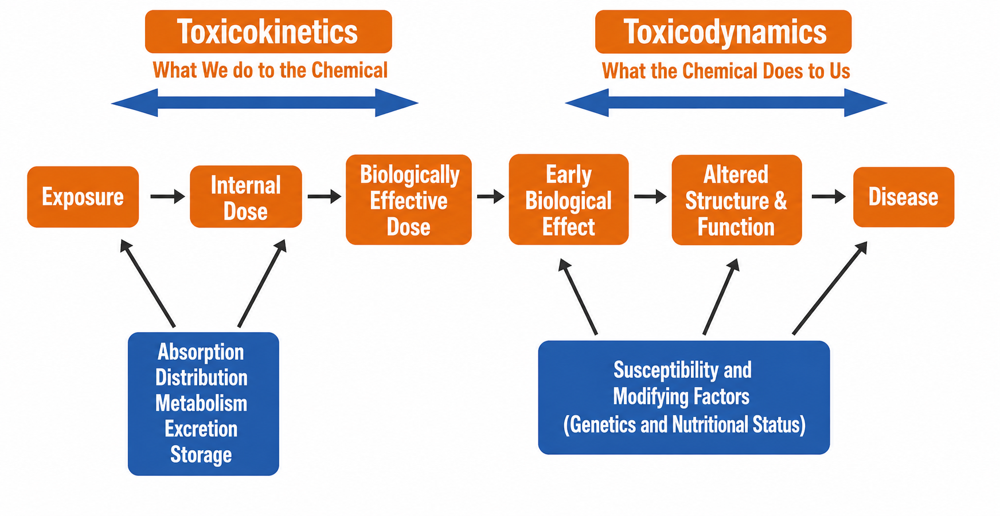 Toxicokinetics
What We do to the Chemical
Toxicodynamics
What the Chemical Does to Us
Exposure
Internal
Dose
Biologically
Effective
Dose
Early
Biological
Effect
Altered
Structure &
Function
Disease
Absorption
Distribution
Metabolism
Excretion
Storage
Susceptibility and
Modifying Factors
(Genetics and Nutritional Status)